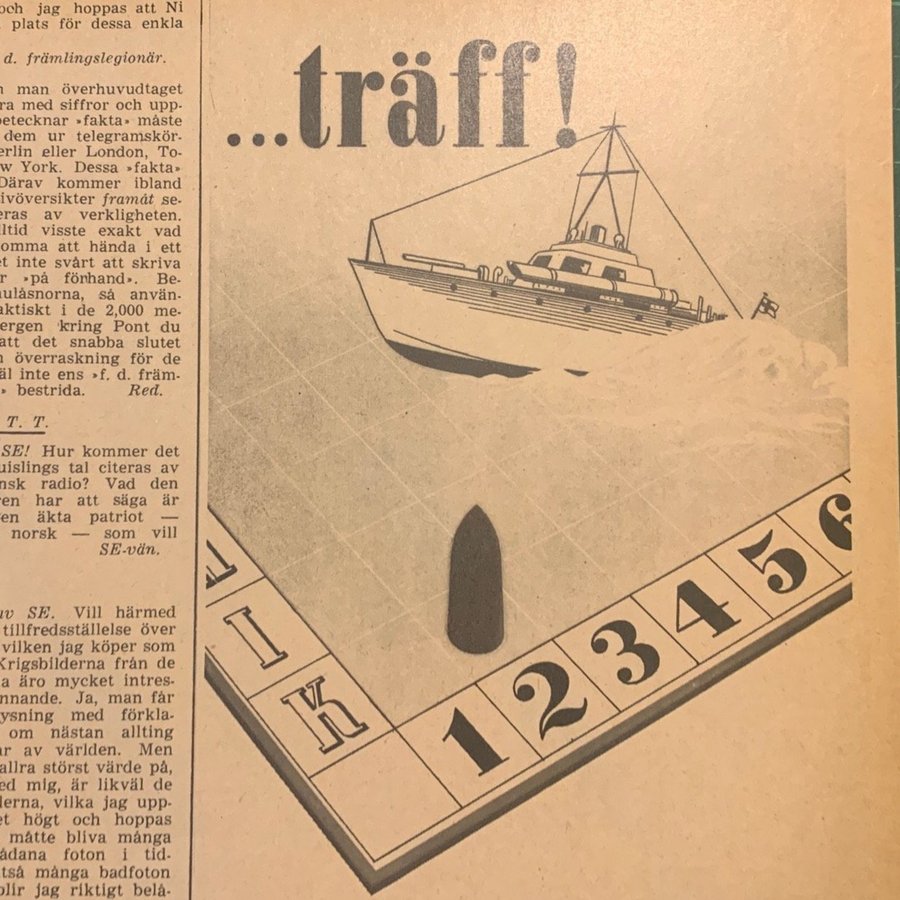 och jag hoppas att Ni
plats för dessa enkla
d. främlingslegionär.
man överhuvudtaget
ra med siffror och upp-
betecknar »fakta» måste
dem ur telegramskör-
erlin eller London, To-
w York. Dessa »fakta»
Därav kommer ibland
ivöversikter framåt se-
eras av verkligheten.
lltid visste exakt vad
komma att hända i ett
et inte svårt att skriva
r »på förhand». Be-
nulåsnorna, så använ-
aktiskt i de 2,000 me-
bergen kring Pont du
att det snabba slutet
n överraskning för de
äl inte ens »f. d. främ-
» bestrida. Red.
T. T.
SE! Hur kommer det
uislings tal citeras av
nsk radio? Vad den
ren har att säga är
en äkta patriot —
norsk — som vill
SE-vän.
av SE. Vill härmed
tillfredsställelse över
vilken jag köper som
Krigsbilderna från de
a äro mycket intres-
nnande. Ja, man får
ysning med förkla-
om nästan allting
ar av världen. Men
allra störst värde på,
ed mig, är likväl de
derna, vilka jag upp-
et högt och hoppas
måtte bliva många
ådana foton i tid-
tså många badfoton
blir jag riktigt belå-
...träff!
I
K
1 2 3 4 5 6